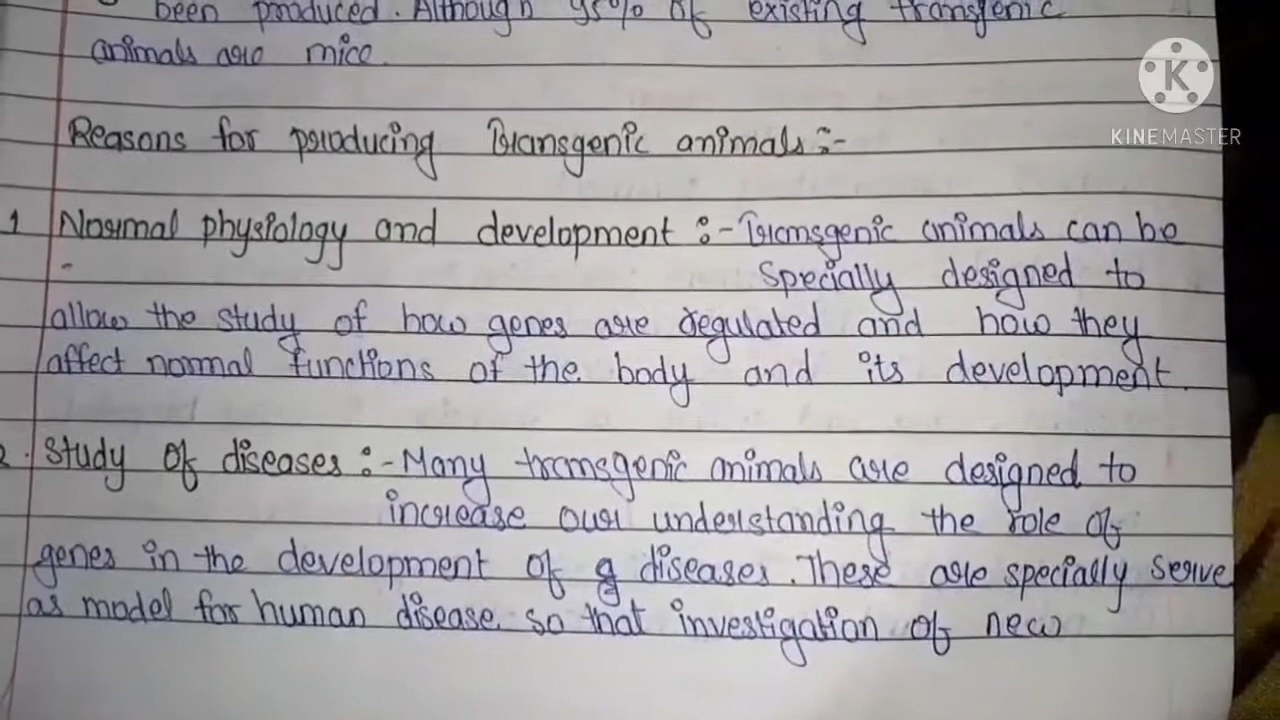 been produced. Although 95% of existing transgenic
animals are mice.
KINEMASTER
Reasons for producing Transgenic animals :-
1 Normal physiology and development :- Transgenic animals can be
specially designed to
allow the study of how genes are regulated and how they
affect normal functions of the body and its development.
2. Study of diseases :- Many transgenic animals are designed to
increase our understanding the role of
genes in the development of diseases. These are specially serve
as model for human disease. so that investigation of new